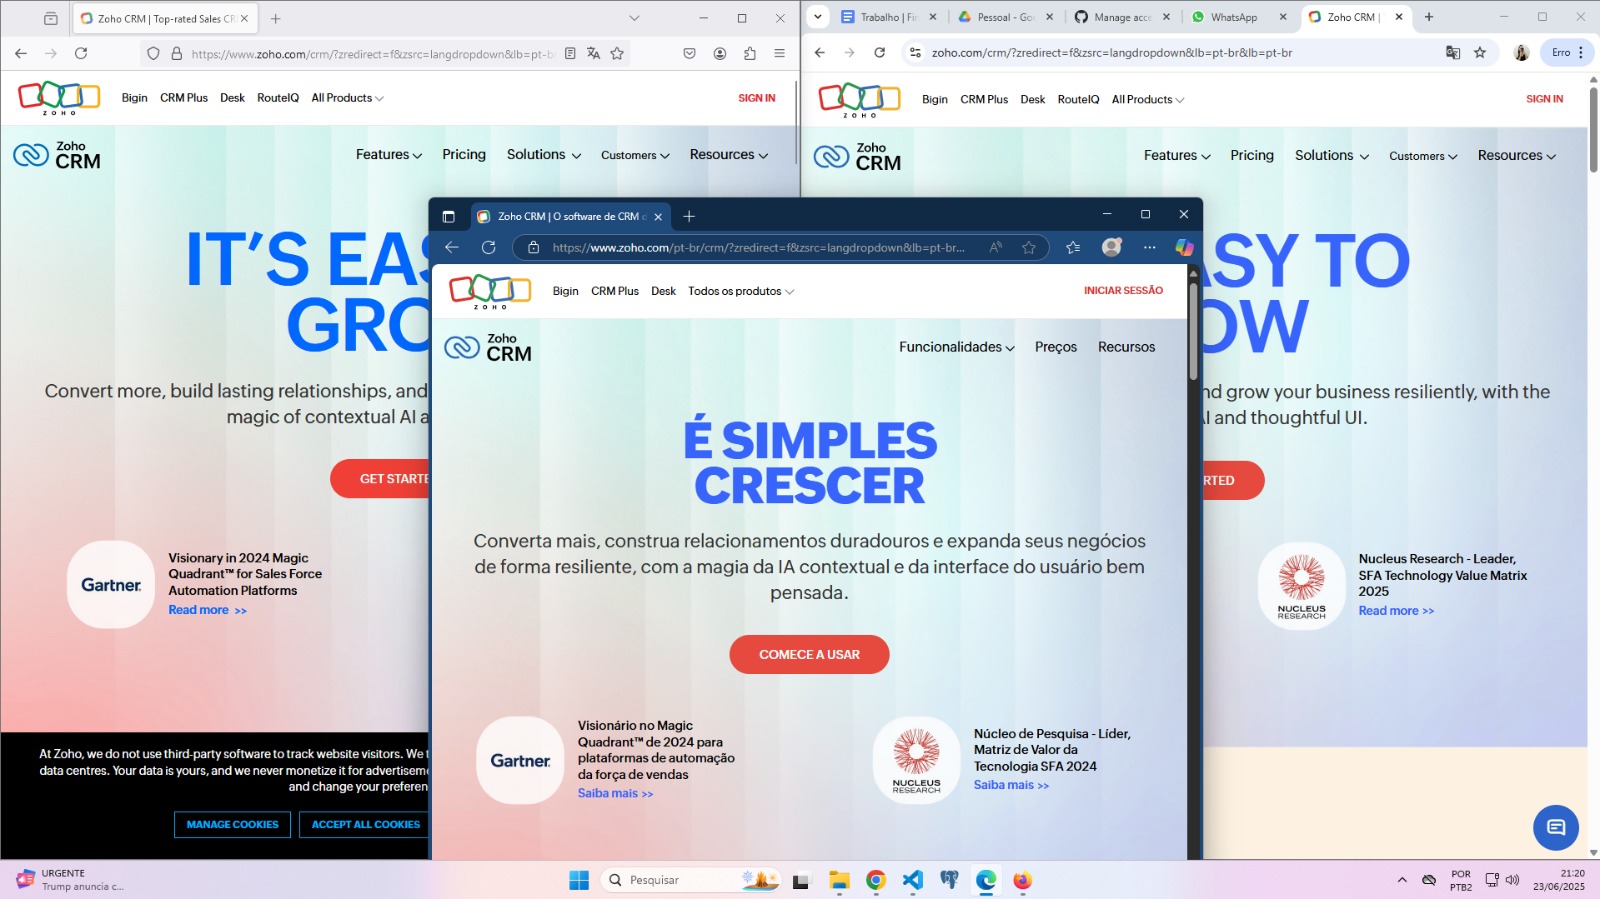 Zoho CRM | Top-rated Sales CR
https://www.zoho.com/crm/?zredirect=f&zsrc=langdropdown&lb=pt-b
ZOHO
Bigin CRM Plus Desk RouteIQ All Products
SIGN IN
Zoho CRM
Features Pricing Solutions Customers Resources
IT'S EAS
GRO
Convert more, build lasting relationships, and
magic of contextual AI a
GET STARTE
Gartner
Visionary in 2024 Magic
Quadrant™ for Sales Force
Automation Platforms
Read more >>
At Zoho, we do not use third-party software to track website visitors. We t
data centres. Your data is yours, and we never monetize it for advertisem
and change your preferen
MANAGE COOKIES ACCEPT ALL COOKIES
Trabalho | Fir
Pessoal - Go
Manage acce
WhatsApp
Zoho CRM |
zoho.com/crm/?zredirect=f&zsrc=langdropdown&lb=pt-br&lb=pt-br
Erro
ZOHO
Bigin CRM Plus Desk RouteIQ All Products
SIGN IN
Zoho CRM
Features Pricing Solutions Customers Resources
ASY TO
OW
nd grow your business resiliently, with the
I and thoughtful UI.
RTED
NUCLEUS
RESEARCH
Nucleus Research - Leader,
SFA Technology Value Matrix
2025
Read more >>
Zoho CRM | O software de CRM d
https://www.zoho.com/pt-br/crm/?zredirect=f&zsrc=langdropdown&lb=pt-br...
ZOHO
Bigin CRM Plus Desk Todos os produtos
INICIAR SESSÃO
Zoho CRM
Funcionalidades Preços Recursos
É SIMPLES
CRESCER
Converta mais, construa relacionamentos duradouros e expanda seus negócios
de forma resiliente, com a magia da IA contextual e da interface do usuário bem
pensada.
COMECE A USAR
Gartner
Visionário no Magic
Quadrant™ de 2024 para
plataformas de automação
da força de vendas
Saiba mais >>
NUCLEUS
RESEARCH
Núcleo de Pesquisa - Líder,
Matriz de Valor da
Tecnologia SFA 2024
Saiba mais >>
URGENTE
Trump anuncia c...
Pesquisar
POR
PTB2
21:20
23/06/2025